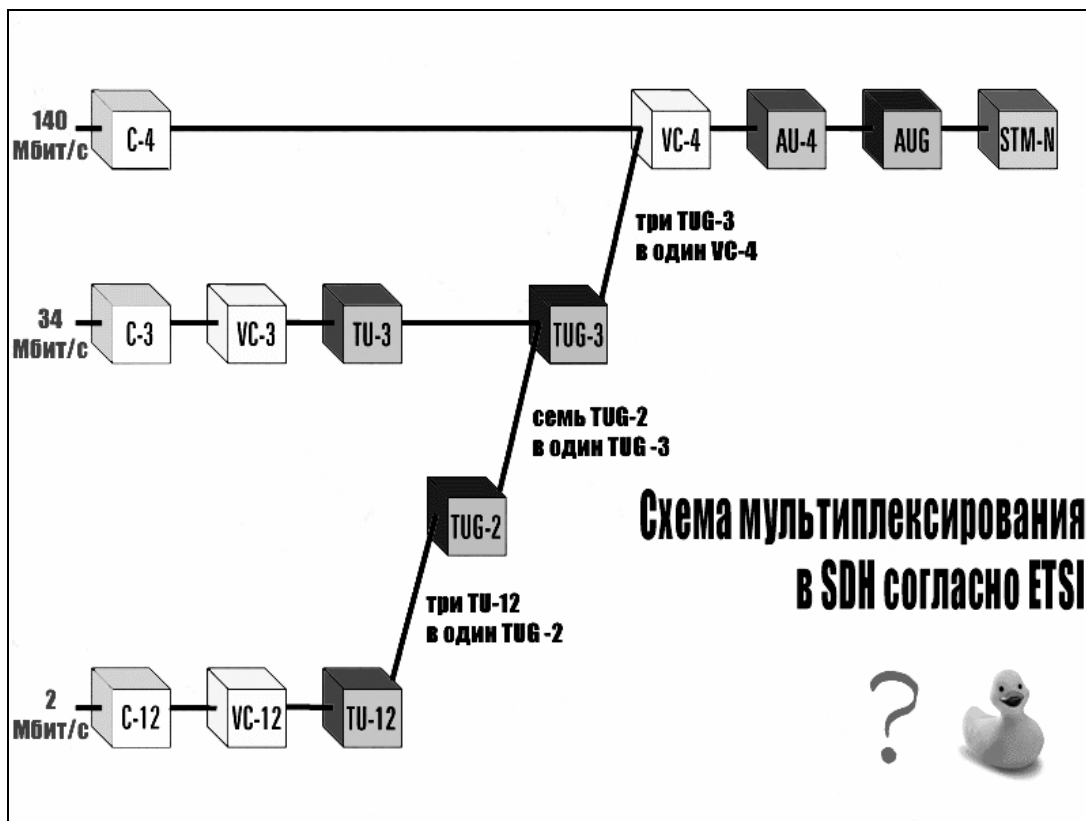 140
Мбит/с
C-4
VC-4
AU-4
AUG
STM-N
три TUG-3
в один VC-4
34
Мбит/с
C-3
VC-3
TU-3
TUG-3
семь TUG-2
в один TUG -3
TUG-2
Схема мультиплексирования
в SDH согласно ETSI
три TU-12
в один TUG -2
2
Мбит/с
C-12
VC-12
TU-12
?